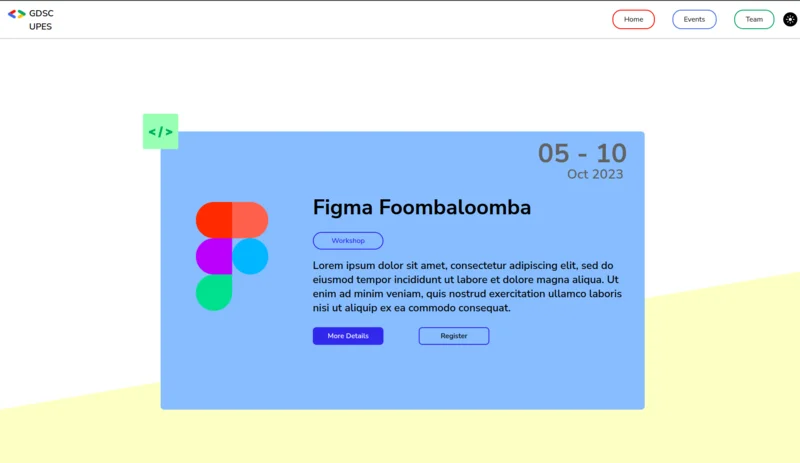 GDSC
UPES
Home
Events
Team
</>
05 - 10
Oct 2023
Figma Foombaloomba
Workshop
Lorem ipsum dolor sit amet, consectetur adipiscing elit, sed do
eiusmod tempor incididunt ut labore et dolore magna aliqua. Ut
enim ad minim veniam, quis nostrud exercitation ullamco laboris
nisi ut aliquip ex ea commodo consequat.
More Details
Register